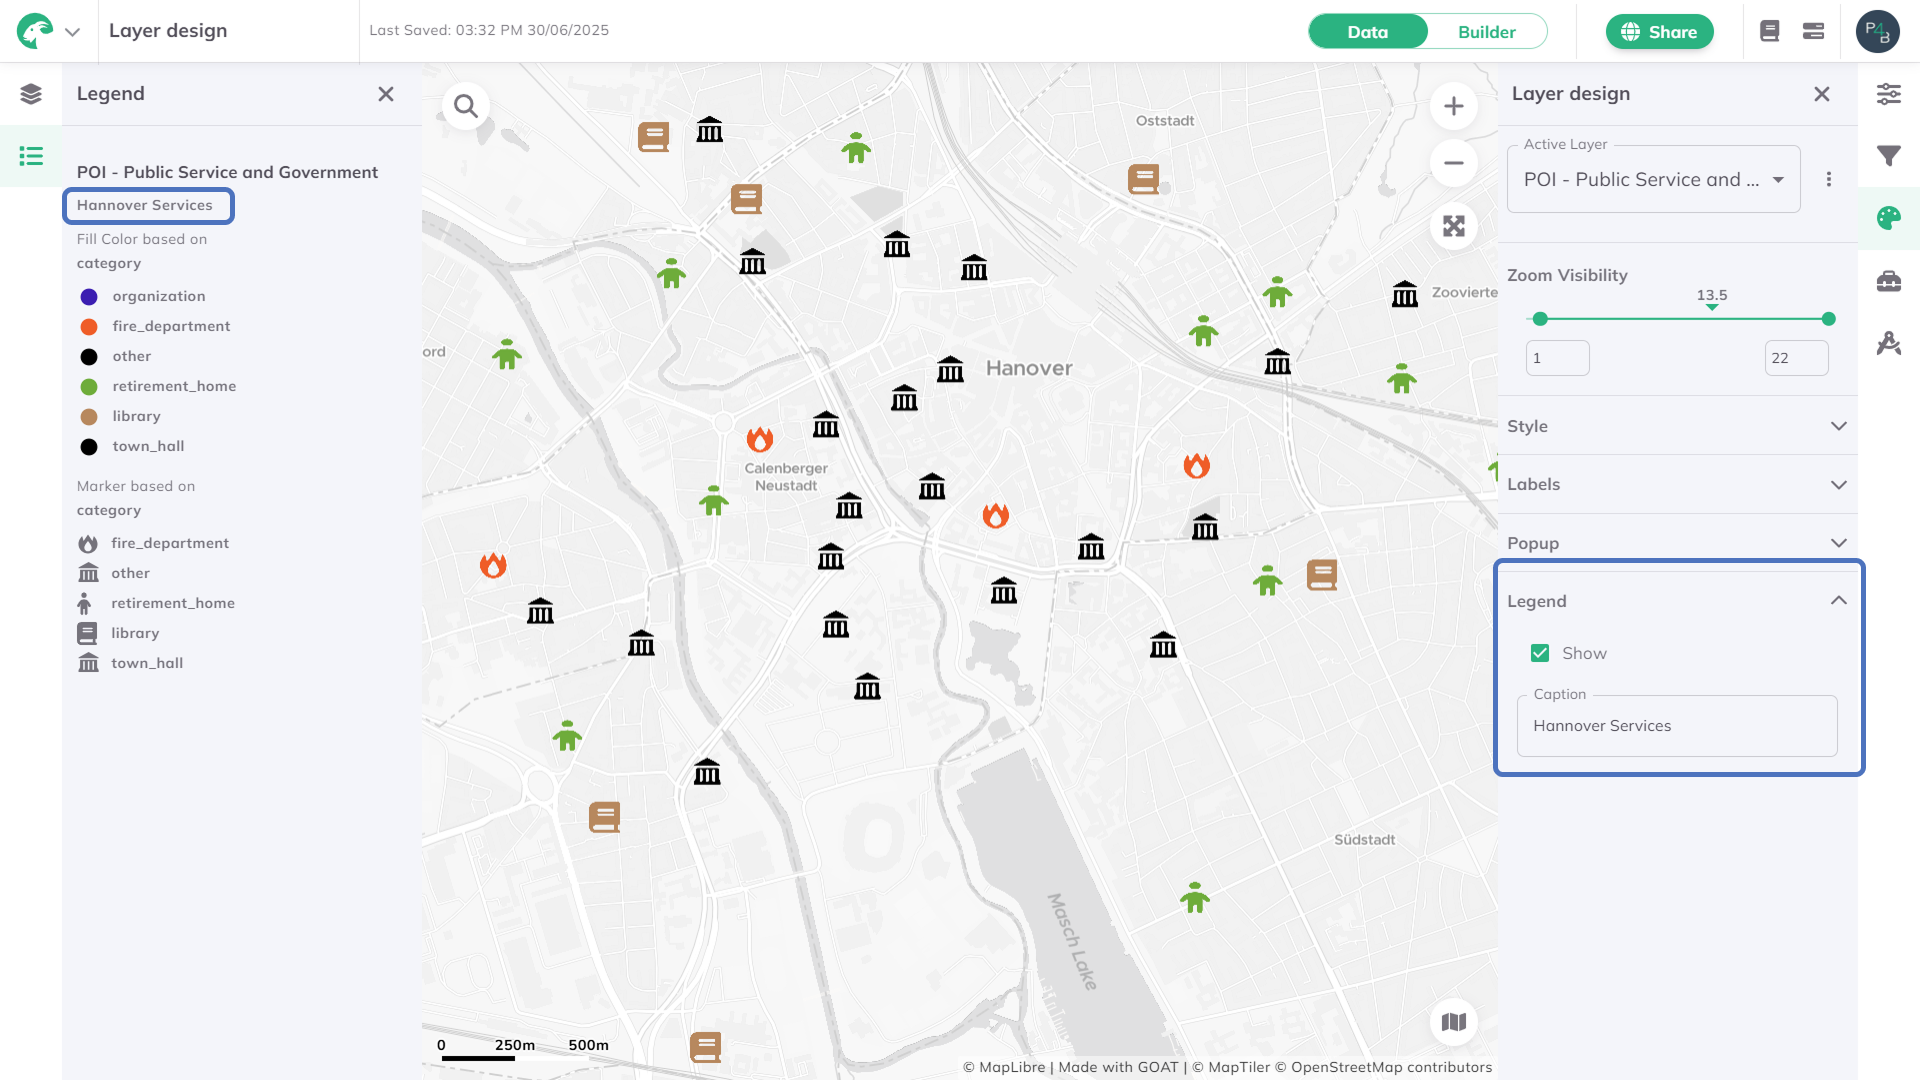 Layer design
Last Saved: 03:32 PM 30/06/2025
Data
Builder
Share
P4B
Legend
POI - Public Service and Government
Hannover Services
Fill Color based on
category
organization
fire_department
other
retirement_home
library
town_hall
Marker based on
category
fire_department
other
retirement_home
library
town_hall
Oststadt
Zoovierte
ord
Hanover
Calenberger
Neustadt
Südstadt
Masch Lake
0 250m 500m
© MapLibre | Made with GOAT | © MapTiler © OpenStreetMap contributors
Layer design
Active Layer
POI - Public Service and ...
Zoom Visibility
13.5
1
22
Style
Labels
Popup
Legend
Show
Caption
Hannover Services